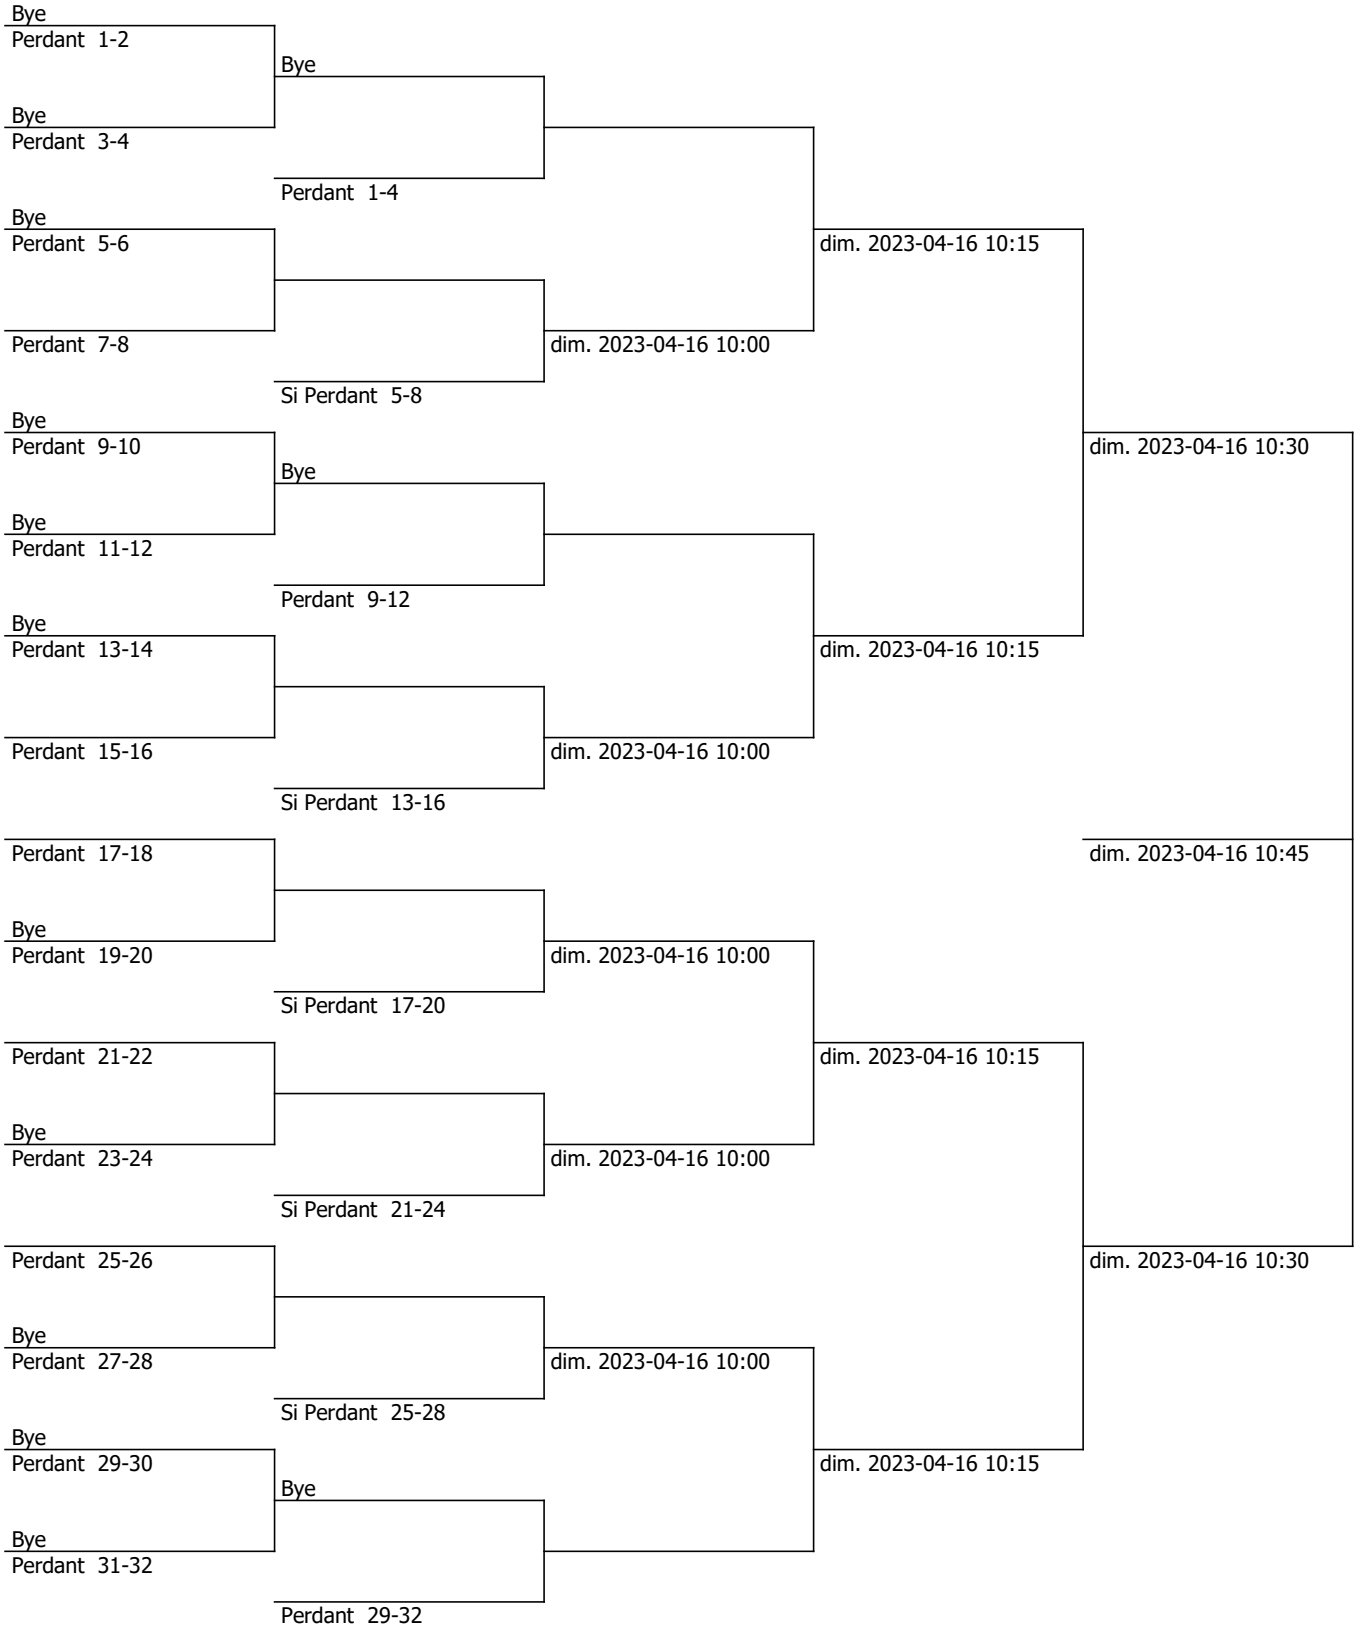 Bye
Perdant 1-2
Bye
Bye
Perdant 3-4
Perdant 1-4
Bye
Perdant 5-6
dim. 2023-04-16 10:15
Perdant 7-8
dim. 2023-04-16 10:00
Si Perdant 5-8
Bye
Perdant 9-10
dim. 2023-04-16 10:30
Bye
Bye
Perdant 11-12
Perdant 9-12
Bye
Perdant 13-14
dim. 2023-04-16 10:15
Perdant 15-16
dim. 2023-04-16 10:00
Si Perdant 13-16
Perdant 17-18
dim. 2023-04-16 10:45
Bye
Perdant 19-20
dim. 2023-04-16 10:00
Si Perdant 17-20
Perdant 21-22
dim. 2023-04-16 10:15
Bye
Perdant 23-24
dim. 2023-04-16 10:00
Si Perdant 21-24
Perdant 25-26
dim. 2023-04-16 10:30
Bye
Perdant 27-28
dim. 2023-04-16 10:00
Si Perdant 25-28
Bye
Perdant 29-30
dim. 2023-04-16 10:15
Bye
Bye
Perdant 31-32
Perdant 29-32